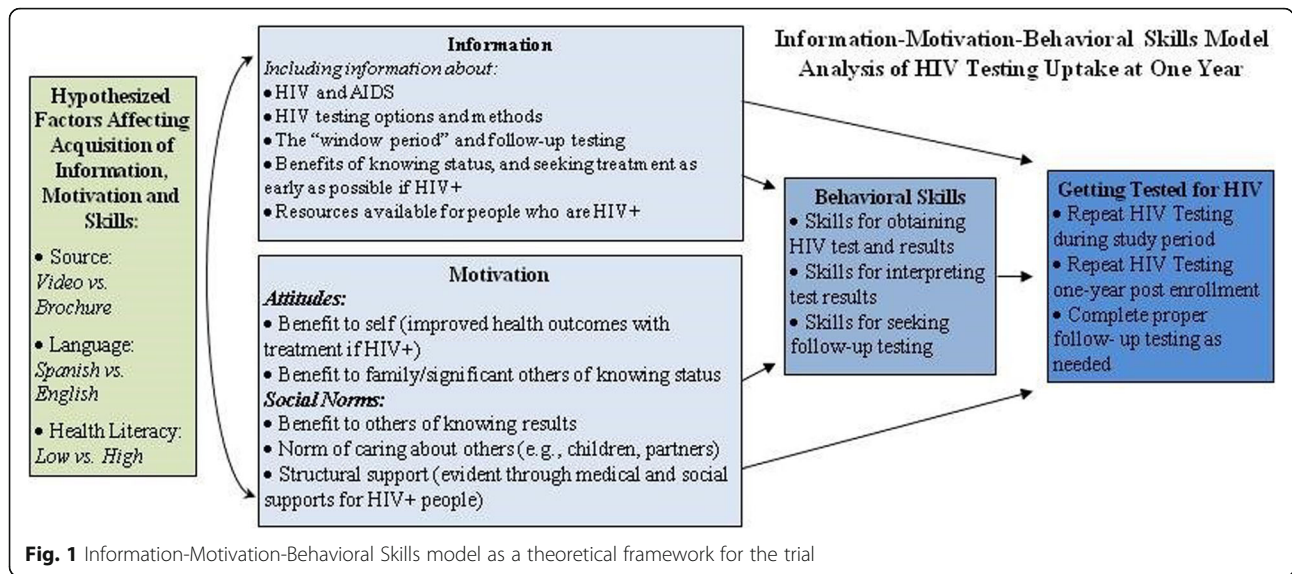 Information-Motivation-Behavioral Skills Model
Analysis of HIV Testing Uptake at One Year
Hypothesized
Factors Affecting
Acquisition of
Information,
Motivation and
Skills:
• Source:
Video vs.
Brochure
• Language:
Spanish vs.
English
• Health Literacy:
Low vs. High
Information
Including information about:
• HIV and AIDS
• HIV testing options and methods
• The “window period” and follow-up testing
• Benefits of knowing status, and seeking treatment as
early as possible if HIV+
• Resources available for people who are HIV+
Motivation
Attitudes:
• Benefit to self (improved health outcomes with
treatment if HIV+)
• Benefit to family/significant others of knowing status
Social Norms:
• Benefit to others of knowing results
• Norm of caring about others (e.g., children, partners)
• Structural support (evident through medical and social
supports for HIV+ people)
Behavioral Skills
• Skills for obtaining
HIV test and results
• Skills for interpreting
test results
• Skills for seeking
follow-up testing
Getting Tested for HIV
• Repeat HIV Testing
during study period
• Repeat HIV Testing
one-year post enrollment
• Complete proper
follow- up testing as
needed
Fig. 1 Information-Motivation-Behavioral Skills model as a theoretical framework for the trial